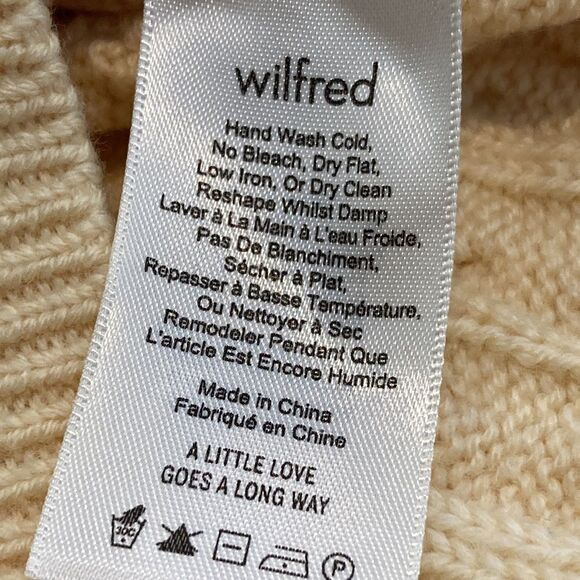 wilfred
Hand Wash Cold,
No Bleach, Dry Flat,
Low Iron, Or Dry Clean
Reshape Whilst Damp
Laver à La Main à L'eau Froide,
Pas De Blanchiment,
Sécher à Plat,
Repasser à Basse Température,
Ou Nettoyer à Sec
Remodeler Pendant Que
L'article Est Encore Humide
Made in China
Fabriqué en Chine
A LITTLE LOVE
GOES A LONG WAY
30C P